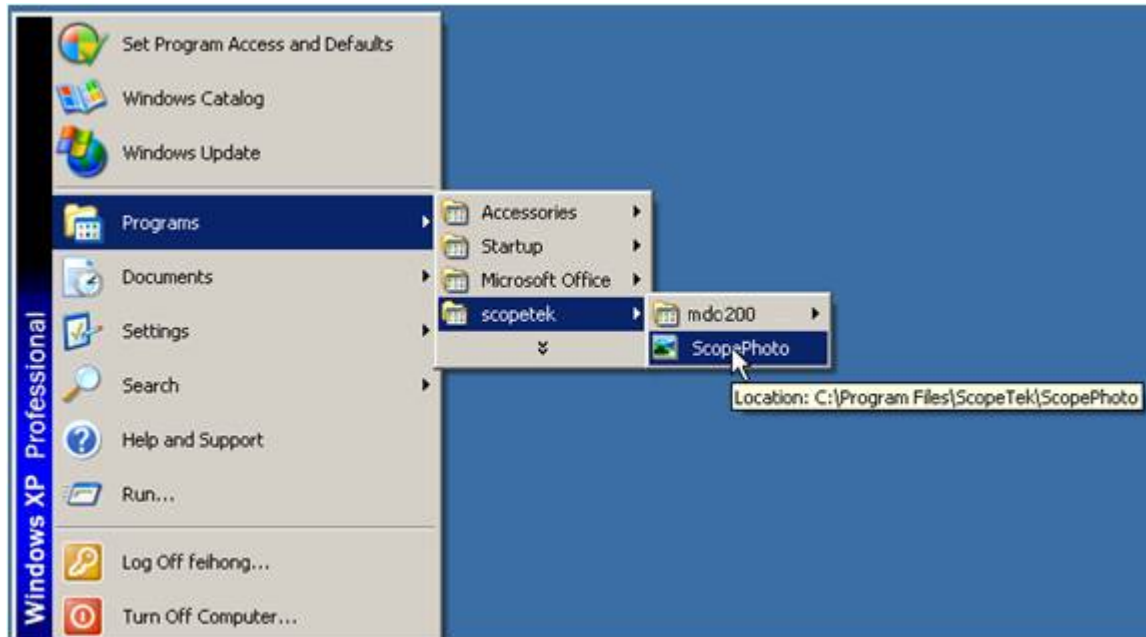 Set Program Access and Defaults
Windows Catalog
Windows Update
Programs
Documents
Settings
Search
Help and Support
Run...
Log Off feihong...
Turn Off Computer...
Windows XP Professional
Accessories
Startup
Microsoft Office
scopetek
mdc200
ScopePhoto
Location: C:\Program Files\ScopeTek\ScopePhoto